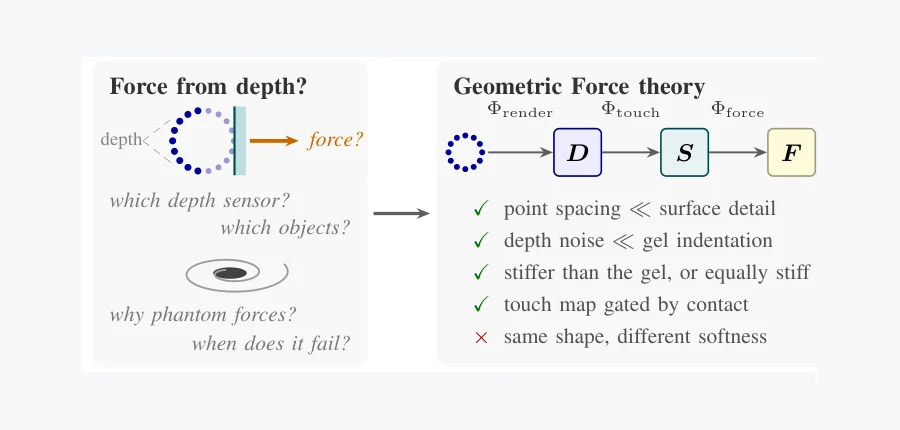 Force from depth?
depth
force?
which depth sensor?
which objects?
why phantom forces?
when does it fail?
Geometric Force theory
Φrender Φtouch Φforce
D S F
✓ point spacing ≪ surface detail
✓ depth noise ≪ gel indentation
✓ stiffer than the gel, or equally stiff
✓ touch map gated by contact
× same shape, different softness